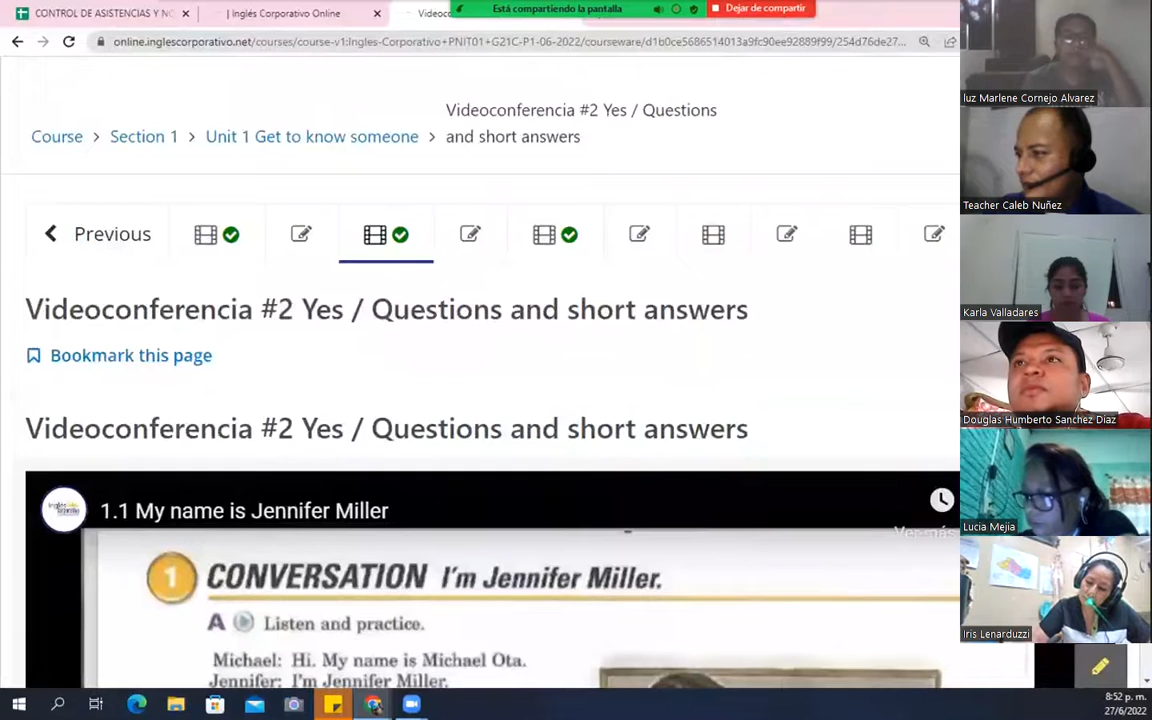 CONTROL DE ASISTENCIAS Y NO
| Inglés Corporativo Online
Videoc
Está compartiendo la pantalla
Dejar de compartir
online.inglescorporativo.net/courses/course-v1:Ingles-Corporativo+PNIT01+G21C-P1-06-2022/courseware/d1b0ce5686514013a9fc90ee92889f99/254d76de27...
Videoconferencia #2 Yes / Questions
Course > Section 1 > Unit 1 Get to know someone > and short answers
Previous
Videoconferencia #2 Yes / Questions and short answers
Bookmark this page
Videoconferencia #2 Yes / Questions and short answers
1.1 My name is Jennifer Miller
Ver más
1 CONVERSATION I'm Jennifer Miller.
A Listen and practice.
Michael: Hi. My name is Michael Ota.
Jennifer: I'm Jennifer Miller.
luz Marlene Cornejo Alvarez
Teacher Caleb Nuñez
Karla Valladares
Douglas Humberto Sanchez Diaz
Lucia Mejia
Iris Lenarduzzi
8:52 p. m.
27/6/2022